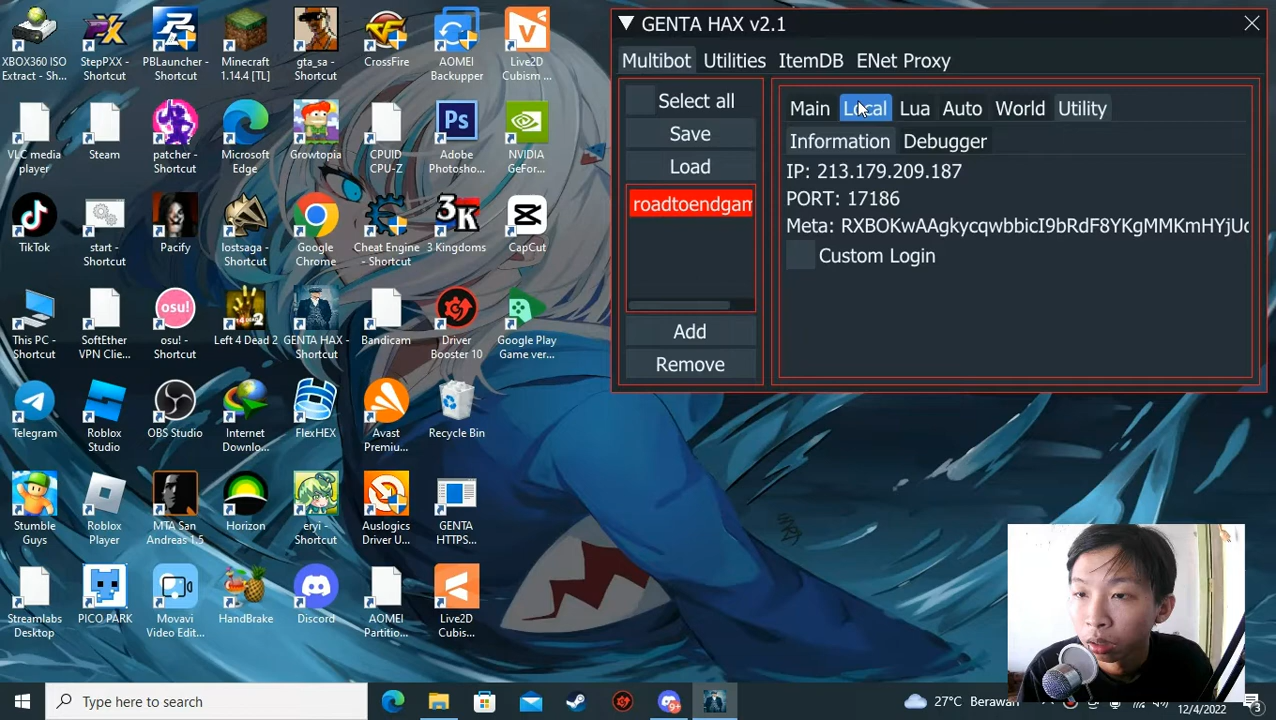 XBOX360 ISO
Extract - Sh...
StepPXX -
Shortcut
PBLauncher -
Shortcut
Minecraft
1.14.4 [TL]
gta_sa -
Shortcut
CrossFire
AOMEI
Backupper
Live2D
Cubism ...
VLC media
player
Steam
patcher -
Shortcut
Microsoft
Edge
Growtopia
CPUID
CPU-Z
Ps
Adobe
Photosho...
NVIDIA
GeFor...
TikTok
start -
Shortcut
Pacify
lostsaga -
Shortcut
Google
Chrome
Cheat Engine
- Shortcut
3K
3 Kingdoms
CapCut
This PC -
Shortcut
SoftEther
VPN Clie...
osu!
osu! -
Shortcut
Left 4 Dead 2
GENTA HAX -
Shortcut
Bandicam
Driver
Booster 10
Google Play
Game ver...
Telegram
Roblox
Studio
OBS Studio
Internet
Downlo...
FlexHEX
Avast
Premiu...
Recycle Bin
Stumble
Guys
Roblox
Player
MTA San
Andreas 1.5
Horizon
eryi -
Shortcut
Auslogics
Driver U...
GENTA
HTTPS...
Streamlabs
Desktop
PICO PARK
Movavi
Video Edit...
HandBrake
Discord
AOMEI
Partitio...
Live2D
Cubis...
GENTA HAX v2.1
Multibot Utilities ItemDB ENet Proxy
Select all
Save
Load
roadtoendgam
Add
Remove
Main Local Lua Auto World Utility
Information Debugger
IP: 213.179.209.187
PORT: 17186
Meta: RXBOKwAAgkycqwbbicI9bRdF8YKgMMKmHYjUc
Custom Login
Type here to search
27°C Berawan
12/4/2022
3